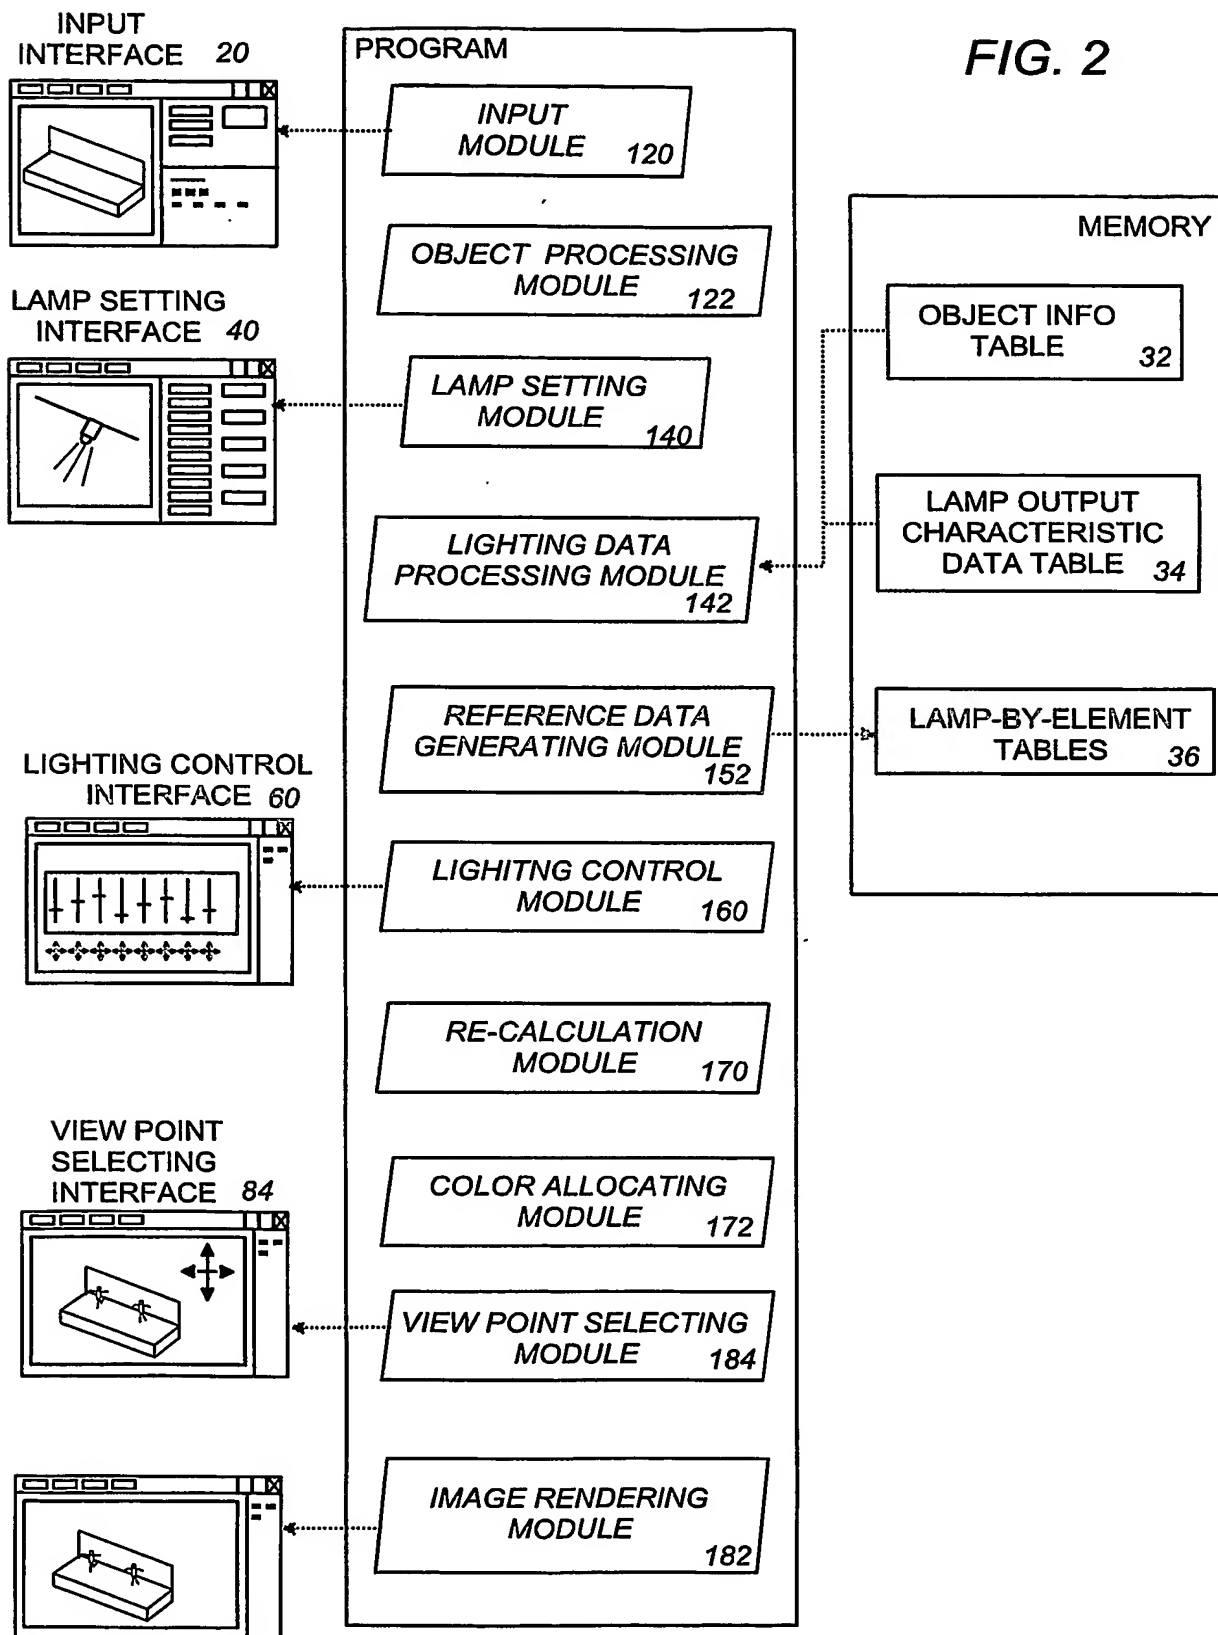 FIG. 2
INPUT
INTERFACE 20
LAMP SETTING
INTERFACE 40
LIGHTING CONTROL
INTERFACE 60
VIEW POINT
SELECTING
INTERFACE 84
PROGRAM
INPUT
MODULE 120
OBJECT PROCESSING
MODULE 122
LAMP SETTING
MODULE 140
LIGHTING DATA
PROCESSING MODULE
142
REFERENCE DATA
GENERATING MODULE
152
LIGHITNG CONTROL
MODULE 160
RE-CALCULATION
MODULE 170
COLOR ALLOCATING
MODULE 172
VIEW POINT SELECTING
MODULE 184
IMAGE RENDERING
MODULE
182
MEMORY
OBJECT INFO
TABLE 32
LAMP OUTPUT
CHARACTERISTIC
DATA TABLE 34
LAMP-BY-ELEMENT
TABLES 36